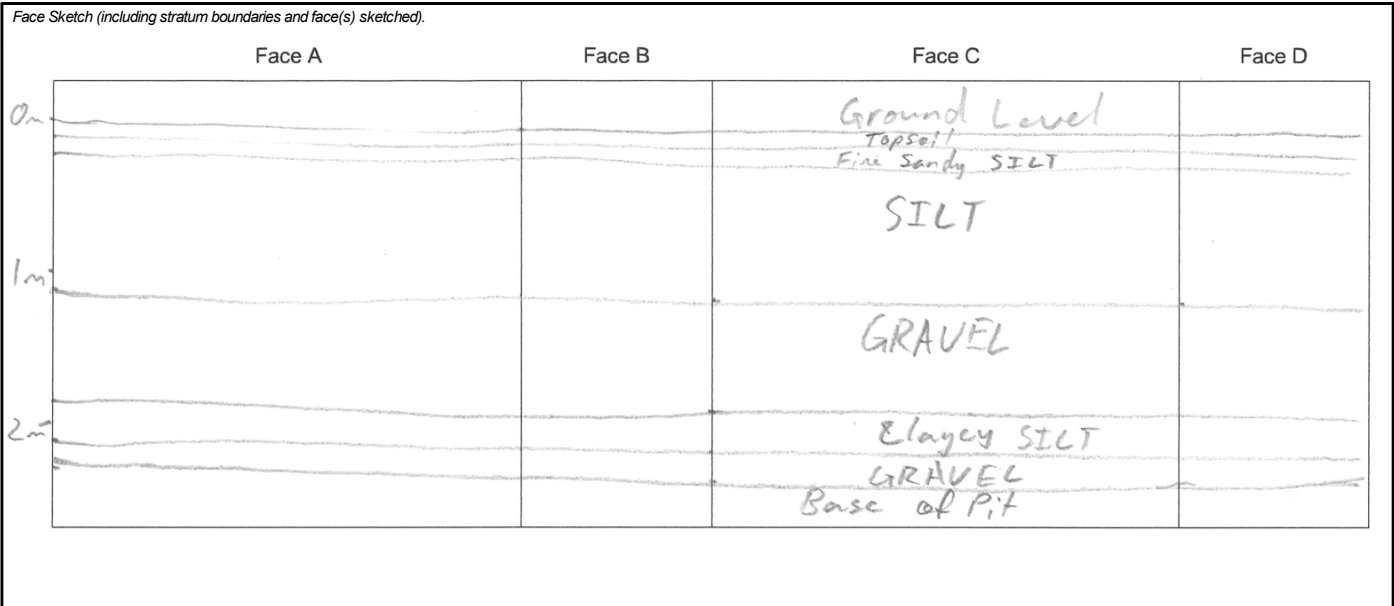 Face Sketch (including stratum boundaries and face(s) sketched).
Face A Face B Face C Face D
0m
Ground Level
Topsoil
Fine Sandy SILT
SILT
1m
GRAVEL
2m
Clayey SILT
GRAVEL
Base of Pit